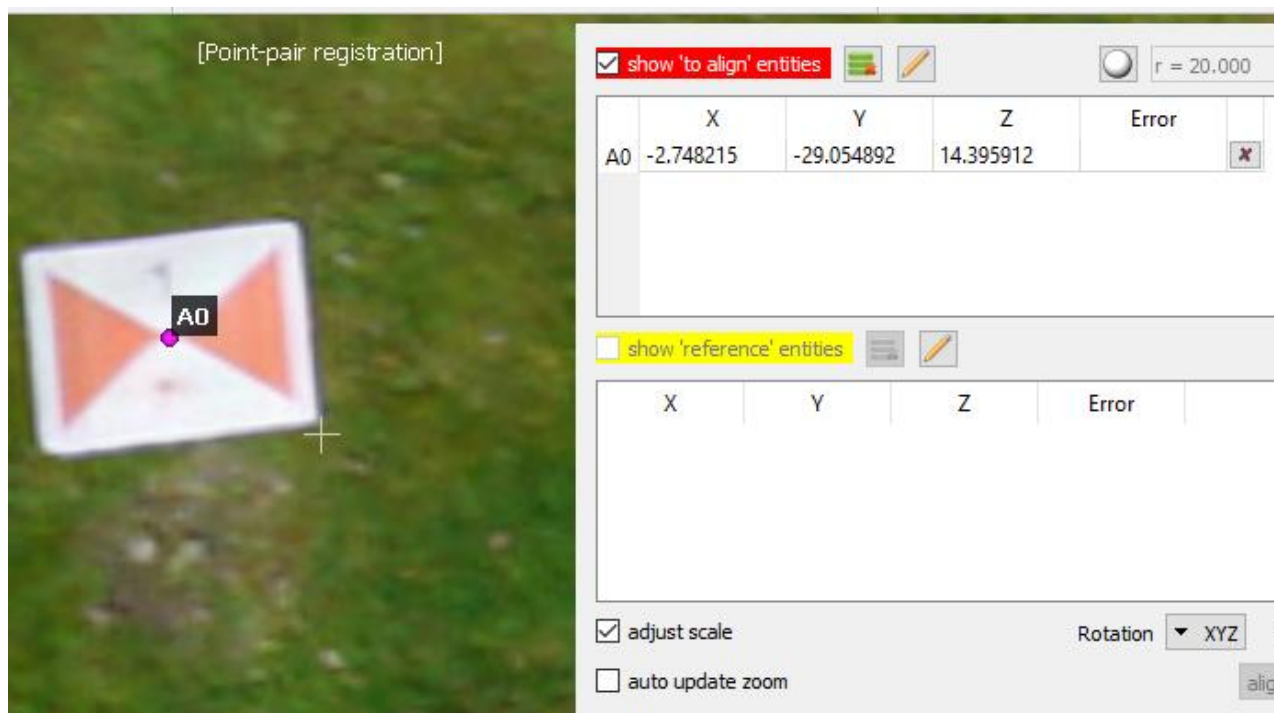 [Point-pair registration]
A0
show 'to align' entities
r = 20.000
X Y Z Error
A0 -2.748215 -29.054892 14.395912
show 'reference' entities
X Y Z Error
adjust scale
Rotation XYZ
auto update zoom
alig